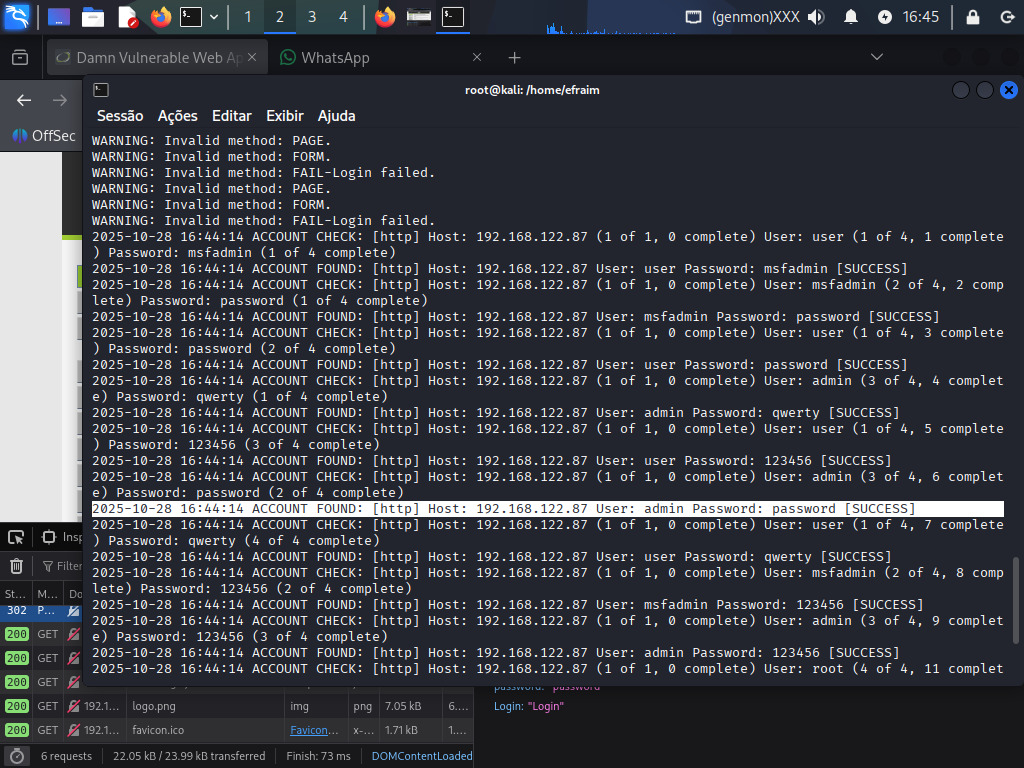 1 2 3 4 (genmon)XXX 16:45
Damn Vulnerable Web Ap WhatsApp
root@kali: /home/efraim
Sessão Ações Editar Exibir Ajuda
OffSec
WARNING: Invalid method: PAGE.
WARNING: Invalid method: FORM.
WARNING: Invalid method: FAIL-Login failed.
WARNING: Invalid method: PAGE.
WARNING: Invalid method: FORM.
WARNING: Invalid method: FAIL-Login failed.
2025-10-28 16:44:14 ACCOUNT CHECK: [http] Host: 192.168.122.87 (1 of 1, 0 complete) User: user (1 of 4, 1 complete
) Password: msfadmin (1 of 4 complete)
2025-10-28 16:44:14 ACCOUNT FOUND: [http] Host: 192.168.122.87 User: user Password: msfadmin [SUCCESS]
2025-10-28 16:44:14 ACCOUNT CHECK: [http] Host: 192.168.122.87 (1 of 1, 0 complete) User: msfadmin (2 of 4, 2 comp
lete) Password: password (1 of 4 complete)
2025-10-28 16:44:14 ACCOUNT FOUND: [http] Host: 192.168.122.87 User: msfadmin Password: password [SUCCESS]
2025-10-28 16:44:14 ACCOUNT CHECK: [http] Host: 192.168.122.87 (1 of 1, 0 complete) User: user (1 of 4, 3 complete
) Password: password (2 of 4 complete)
2025-10-28 16:44:14 ACCOUNT FOUND: [http] Host: 192.168.122.87 User: user Password: password [SUCCESS]
2025-10-28 16:44:14 ACCOUNT CHECK: [http] Host: 192.168.122.87 (1 of 1, 0 complete) User: admin (3 of 4, 4 complet
e) Password: qwerty (1 of 4 complete)
2025-10-28 16:44:14 ACCOUNT FOUND: [http] Host: 192.168.122.87 User: admin Password: qwerty [SUCCESS]
2025-10-28 16:44:14 ACCOUNT CHECK: [http] Host: 192.168.122.87 (1 of 1, 0 complete) User: user (1 of 4, 5 complete
) Password: 123456 (3 of 4 complete)
2025-10-28 16:44:14 ACCOUNT FOUND: [http] Host: 192.168.122.87 User: user Password: 123456 [SUCCESS]
2025-10-28 16:44:14 ACCOUNT CHECK: [http] Host: 192.168.122.87 (1 of 1, 0 complete) User: admin (3 of 4, 6 complet
e) Password: password (2 of 4 complete)
2025-10-28 16:44:14 ACCOUNT FOUND: [http] Host: 192.168.122.87 User: admin Password: password [SUCCESS]
2025-10-28 16:44:14 ACCOUNT CHECK: [http] Host: 192.168.122.87 (1 of 1, 0 complete) User: user (1 of 4, 7 complete
) Password: qwerty (4 of 4 complete)
2025-10-28 16:44:14 ACCOUNT FOUND: [http] Host: 192.168.122.87 User: user Password: qwerty [SUCCESS]
2025-10-28 16:44:14 ACCOUNT CHECK: [http] Host: 192.168.122.87 (1 of 1, 0 complete) User: msfadmin (2 of 4, 8 comp
lete) Password: 123456 (2 of 4 complete)
2025-10-28 16:44:14 ACCOUNT FOUND: [http] Host: 192.168.122.87 User: msfadmin Password: 123456 [SUCCESS]
2025-10-28 16:44:14 ACCOUNT CHECK: [http] Host: 192.168.122.87 (1 of 1, 0 complete) User: admin (3 of 4, 9 complet
e) Password: 123456 (3 of 4 complete)
2025-10-28 16:44:14 ACCOUNT FOUND: [http] Host: 192.168.122.87 User: admin Password: 123456 [SUCCESS]
2025-10-28 16:44:14 ACCOUNT CHECK: [http] Host: 192.168.122.87 (1 of 1, 0 complete) User: root (4 of 4, 11 complet
Insp
Filter
St... M... Do
302 P...
200 GET
200 GET
200 GET
password: "password"
200 GET 192.1... logo.png img png 7.05 kB 6....
Login: "Login"
200 GET 192.1... favicon.ico Favicon... x-... 1.71 kB 1....
6 requests 22.05 kB / 23.99 kB transferred Finish: 73 ms DOMContentLoaded